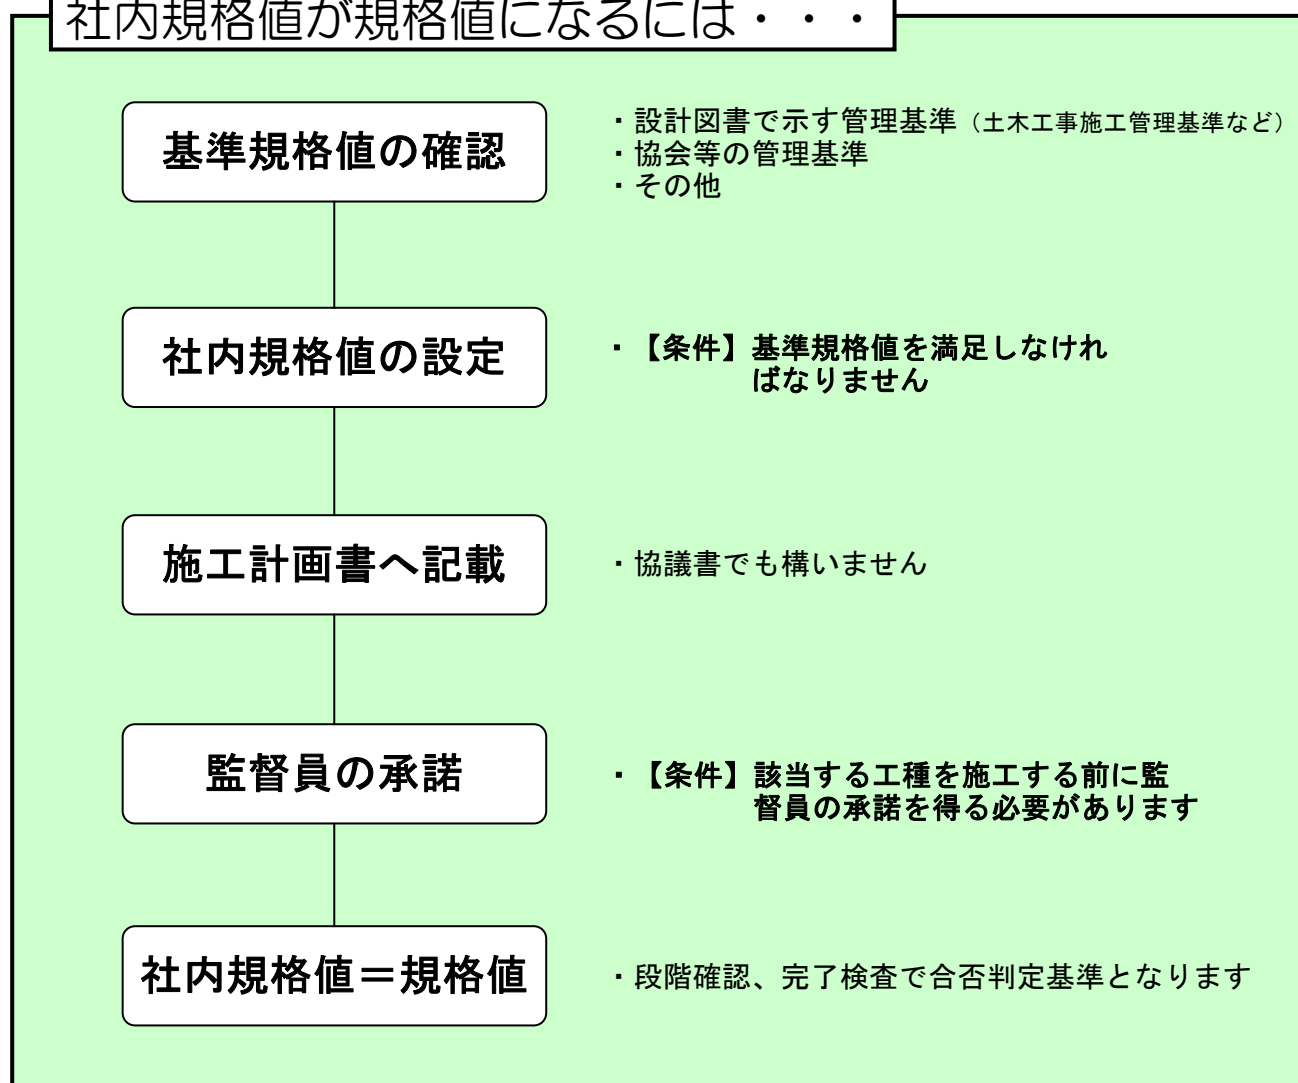 社内規格値が規格値になるには・・・
基準規格値の確認
・設計図書で示す管理基準（土木工事施工管理基準など）
・協会等の管理基準
・その他
社内規格値の設定
・【条件】基準規格値を満足しなけれ
ばなりません
施工計画書へ記載
・協議書でも構いません
監督員の承諾
・【条件】該当する工種を施工する前に監
督員の承諾を得る必要があります
社内規格値＝規格値
・段階確認、完了検査で合否判定基準となります